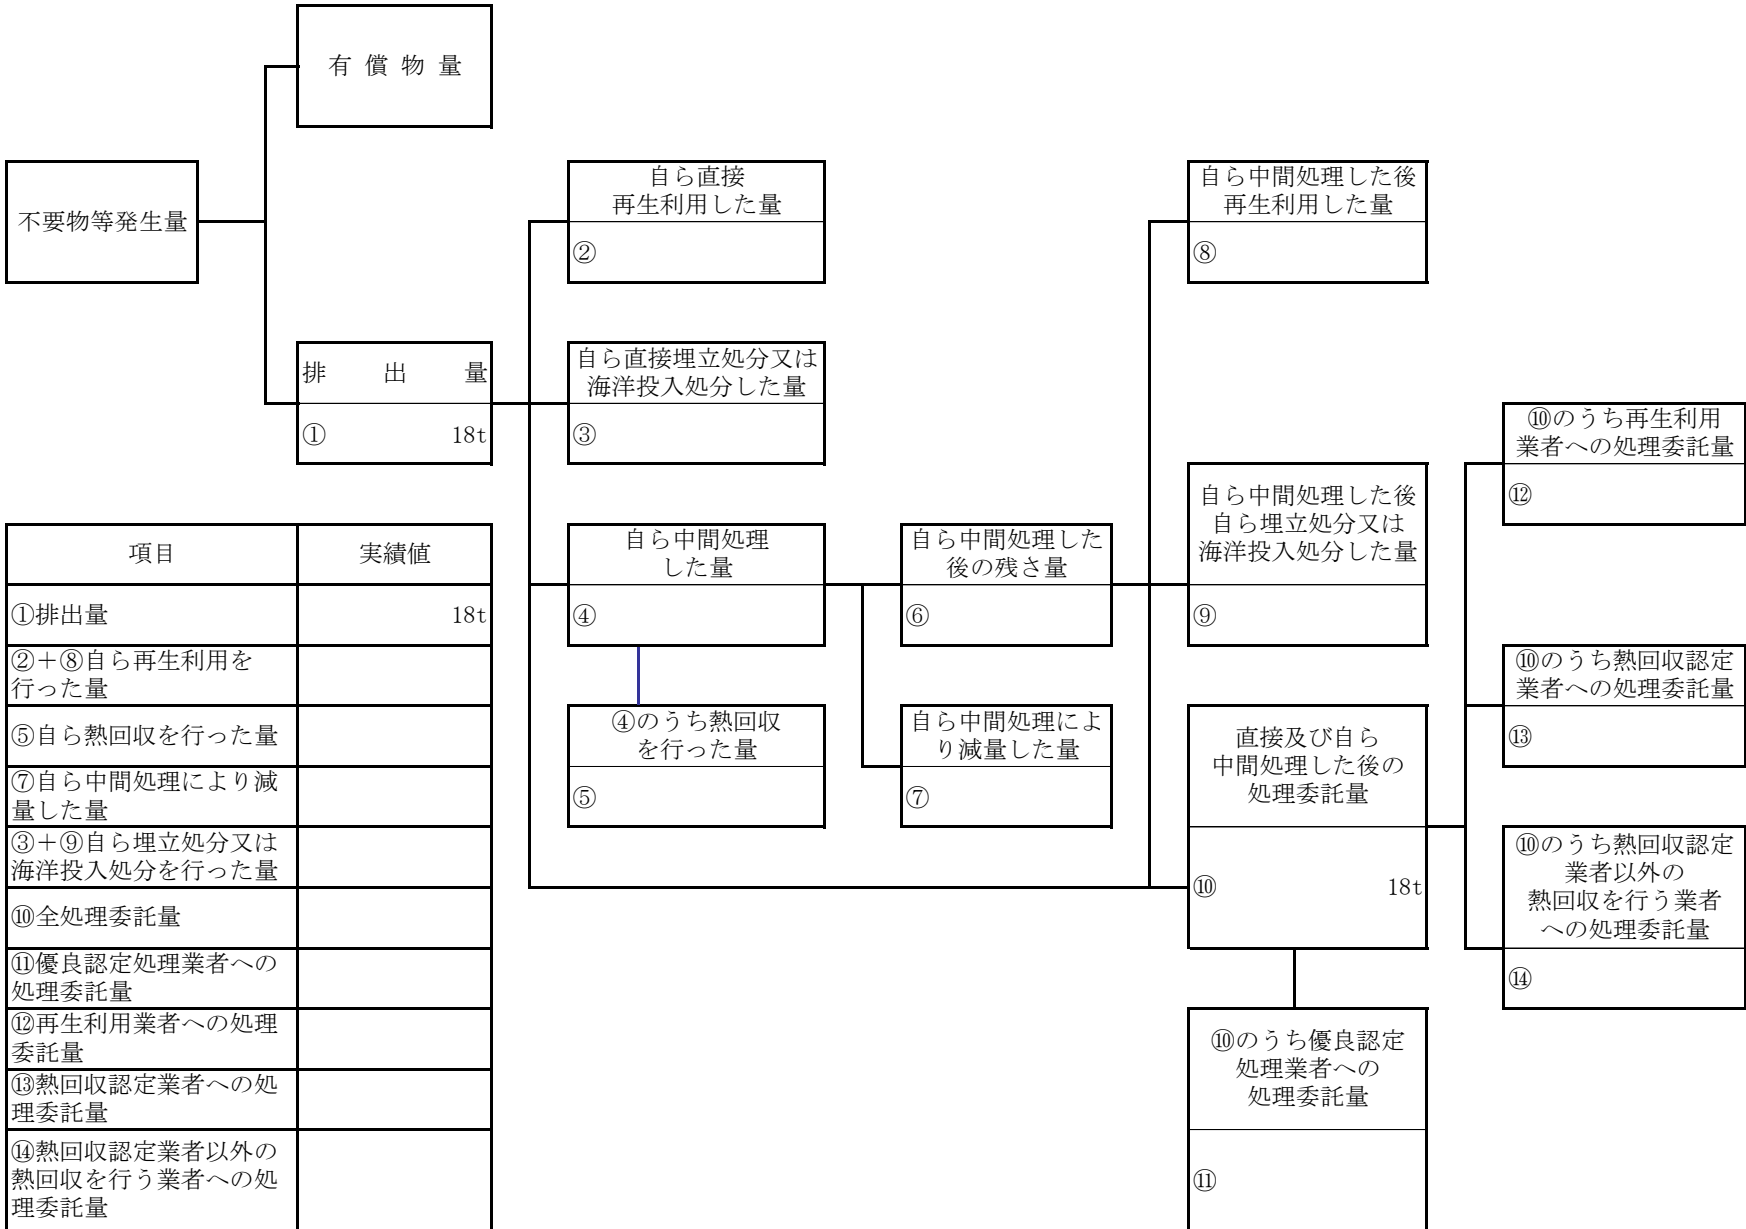 有償物量
不要物等発生量
排出量
① 18t
自ら直接
再生利用した量
②
自ら直接埋立処分又は
海洋投入処分した量
③
自ら中間処理
した量
④
④のうち熱回収
を行った量
⑤
自ら中間処理した
後の残さ量
⑥
自ら中間処理によ
り減量した量
⑦
自ら中間処理した後
再生利用した量
⑧
自ら中間処理した後
自ら埋立処分又は
海洋投入処分した量
⑨
直接及び自ら
中間処理した後の
処理委託量
⑩ 18t
⑩のうち優良認定
処理業者への
処理委託量
⑪
⑩のうち再生利用
業者への処理委託量
⑫
⑩のうち熱回収認定
業者への処理委託量
⑬
⑩のうち熱回収認定
業者以外の
熱回収を行う業者
への処理委託量
⑭
項目 実績値
①排出量 18t
②＋⑧自ら再生利用を
行った量
⑤自ら熱回収を行った量
⑦自ら中間処理により減
量した量
③＋⑨自ら埋立処分又は
海洋投入処分を行った量
⑩全処理委託量
⑪優良認定処理業者への
処理委託量
⑫再生利用業者への処理
委託量
⑬熱回収認定業者への処
理委託量
⑭熱回収認定業者以外の
熱回収を行う業者への処
理委託量